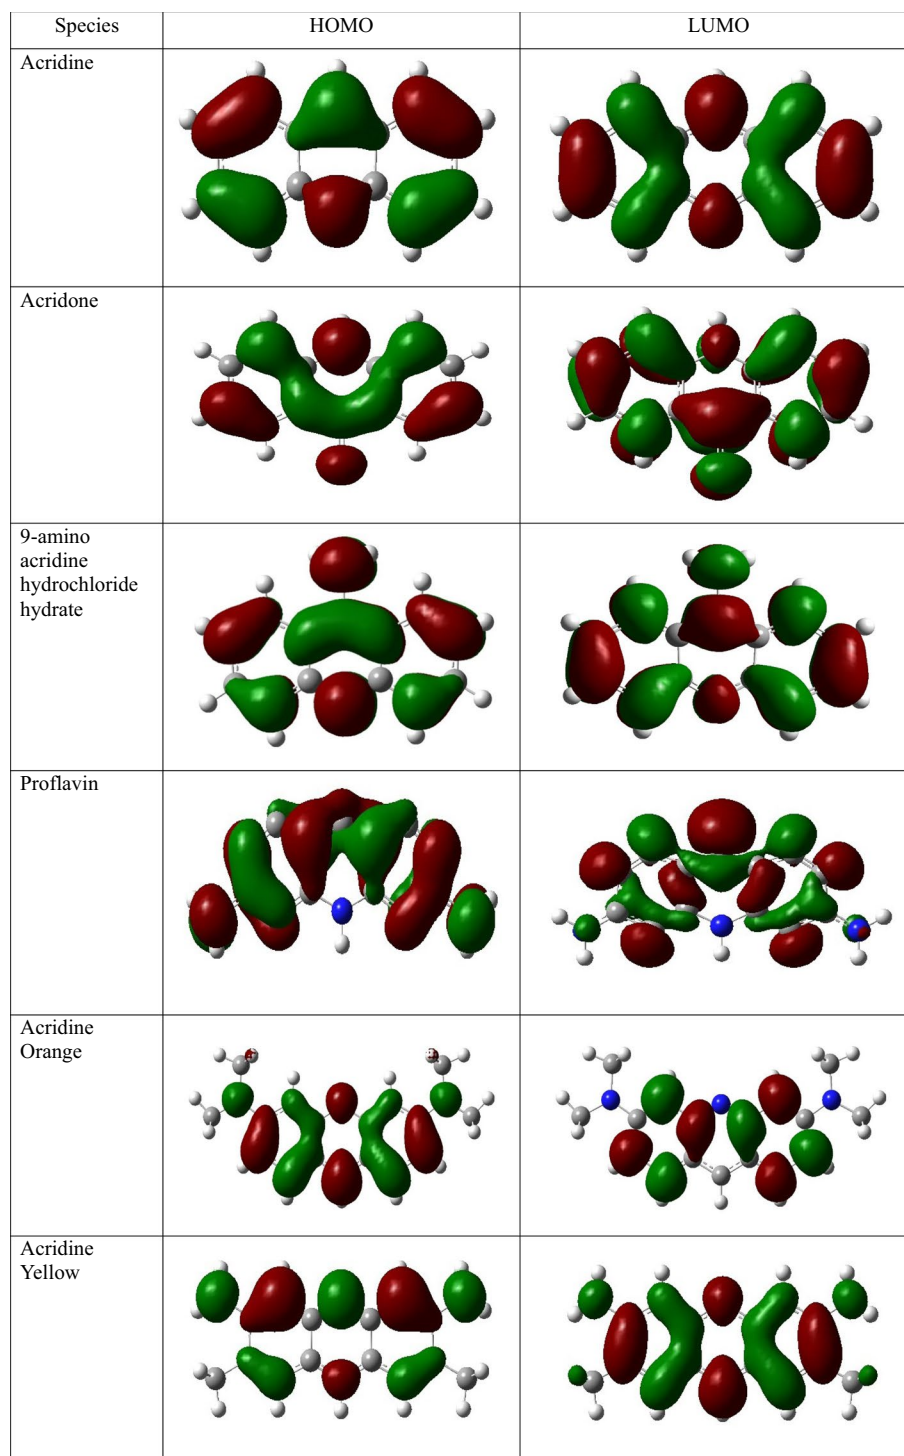 Species HOMO LUMO
Acridine
Acridone
9-amino
acridine
hydrochloride
hydrate
Proflavin
Acridine
Orange
Acridine
Yellow